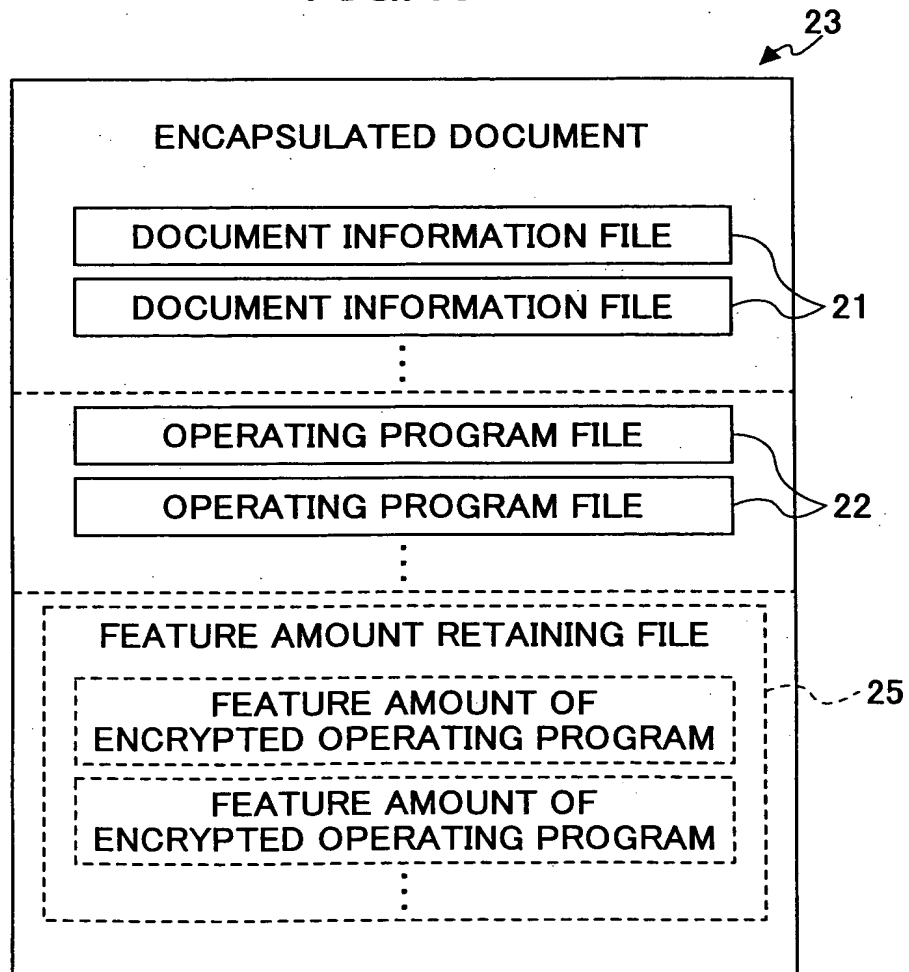 23
ENCAPSULATED DOCUMENT
DOCUMENT INFORMATION FILE
DOCUMENT INFORMATION FILE
21
OPERATING PROGRAM FILE
OPERATING PROGRAM FILE
22
FEATURE AMOUNT RETAINING FILE
FEATURE AMOUNT OF
ENCRYPTED OPERATING PROGRAM
25
FEATURE AMOUNT OF
ENCRYPTED OPERATING PROGRAM